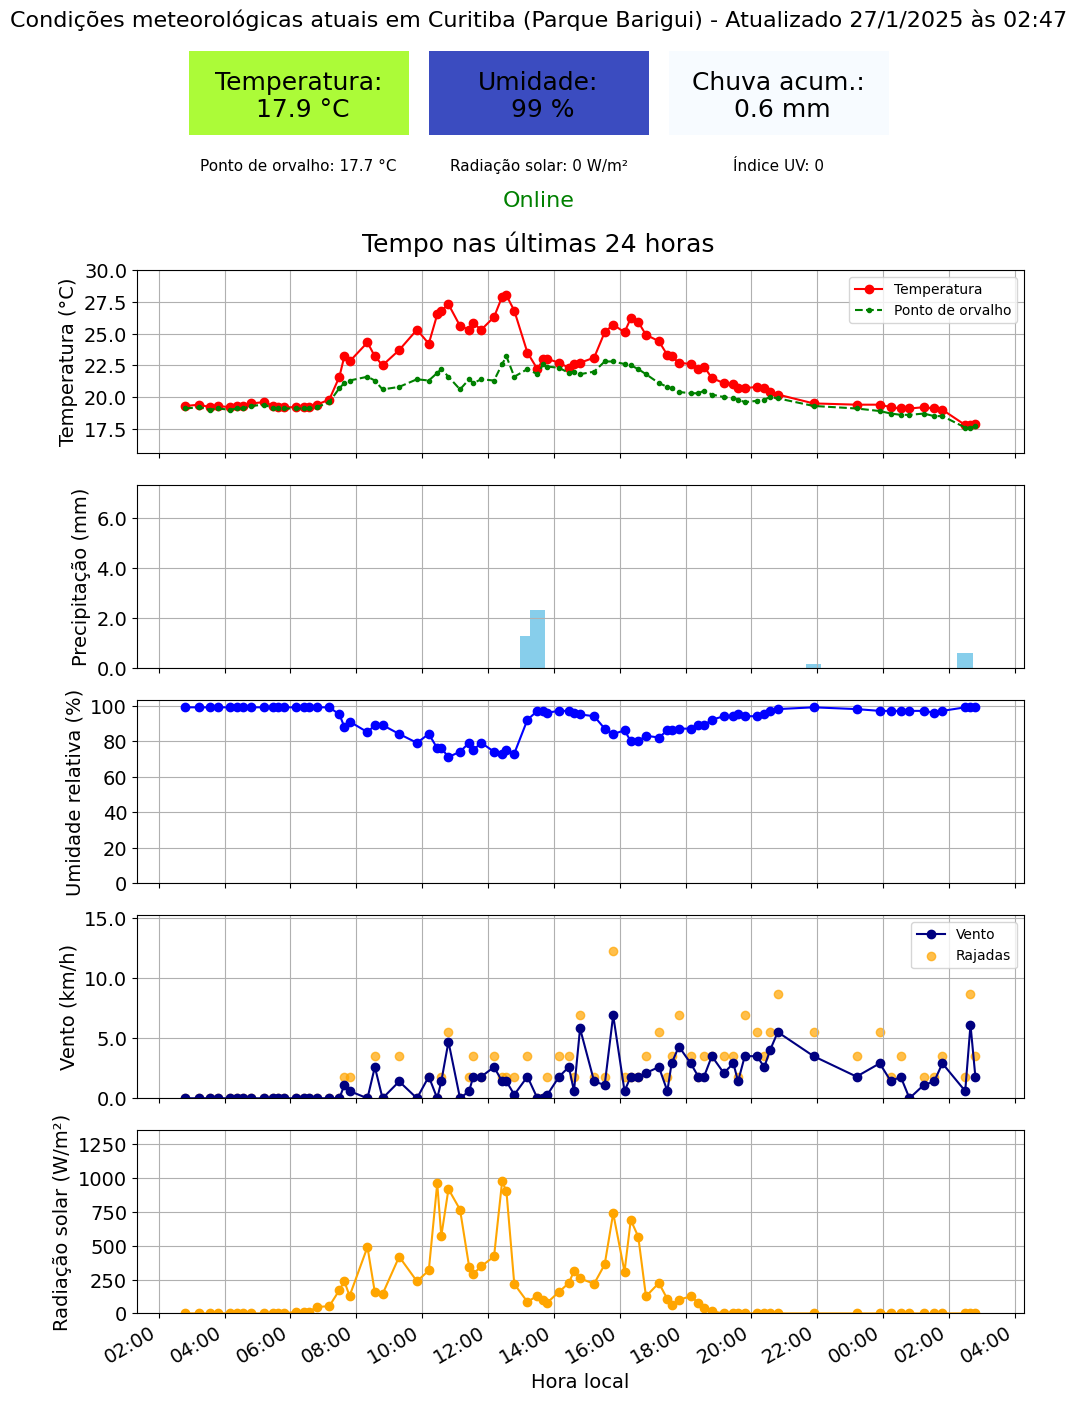 Condições meteorológicas atuais em Curitiba (Parque Barigui) - Atualizado 27/1/2025 às 02:47
Temperatura:
17.9 °C
Umidade:
99 %
Chuva acum.:
0.6 mm
Ponto de orvalho: 17.7 °C
Radiação solar: 0 W/m²
Índice UV: 0
Online
Tempo nas últimas 24 horas
Temperatura (°C)
30.0
27.5
25.0
22.5
20.0
17.5
Temperatura
Ponto de orvalho
Precipitação (mm)
6.0
4.0
2.0
0.0
Umidade relativa (%)
100
80
60
40
20
0
Vento (km/h)
15.0
10.0
5.0
0.0
Vento
Rajadas
Radiação solar (W/m²)
1250
1000
750
500
250
0
02:00
04:00
06:00
08:00
10:00
12:00
14:00
16:00
18:00
20:00
22:00
00:00
02:00
04:00
Hora local